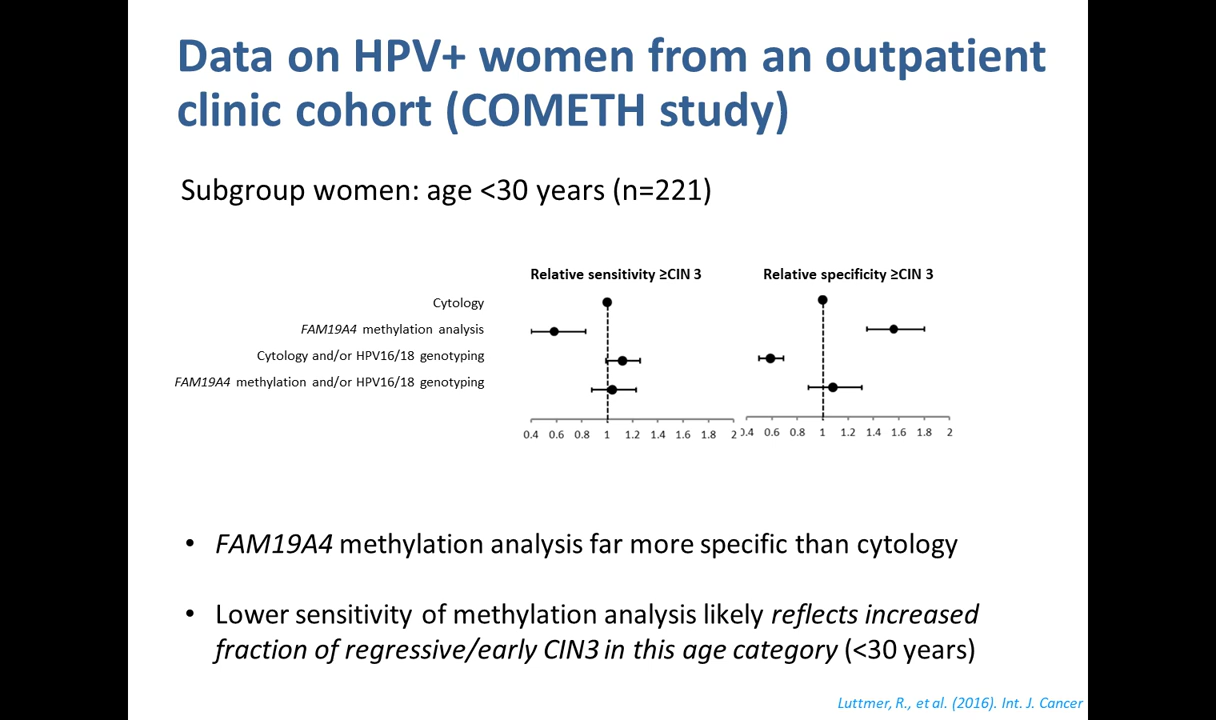 Data on HPV+ women from an outpatient
clinic cohort (COMETH study)
Subgroup women: age <30 years (n=221)
Relative sensitivity ≥CIN 3
Relative specificity ≥CIN 3
Cytology
FAM19A4 methylation analysis
Cytology and/or HPV16/18 genotyping
FAM19A4 methylation and/or HPV16/18 genotyping
0.4 0.6 0.8 1 1.2 1.4 1.6 1.8 2
0.4 0.6 0.8 1 1.2 1.4 1.6 1.8 2
• FAM19A4 methylation analysis far more specific than cytology
• Lower sensitivity of methylation analysis likely reflects increased
fraction of regressive/early CIN3 in this age category (<30 years)
Luttmer, R., et al. (2016). Int. J. Cancer